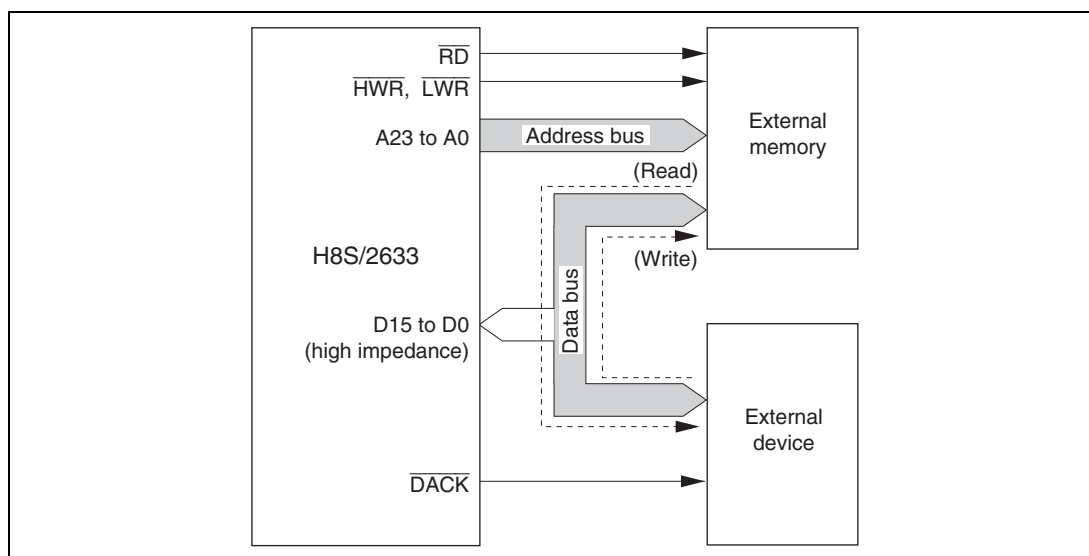 RD
HWR, LWR
A23 to A0
Address bus
External
memory
(Read)
H8S/2633
(Write)
Data bus
D15 to D0
(high impedance)
External
device
DACK